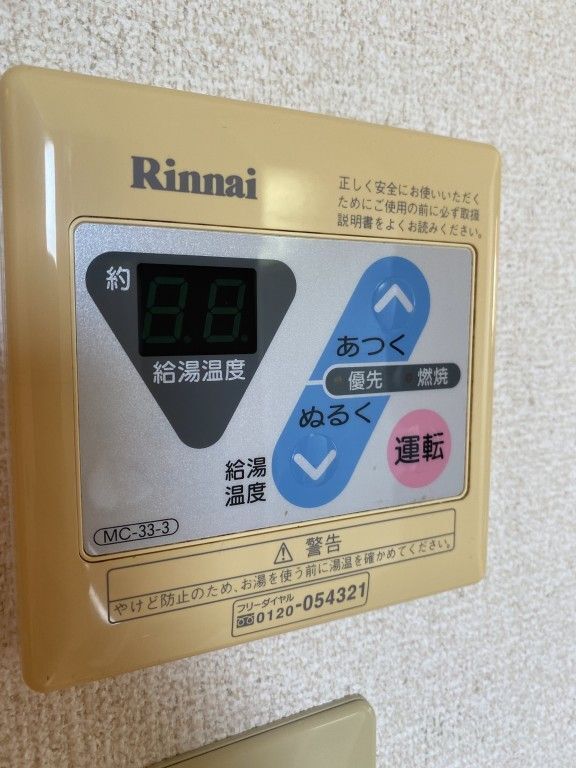 Rinnai
正しく安全にお使いいただく
ためにご使用の前に必ず取扱
説明書をよくお読みください。
約
給湯温度
あつく
優先 燃焼
ぬるく
運転
給湯
温度
MC-33-3
⚠ 警告
やけど防止のため、お湯を使う前に湯温を確かめてください。
フリーダイヤル
0120-054321